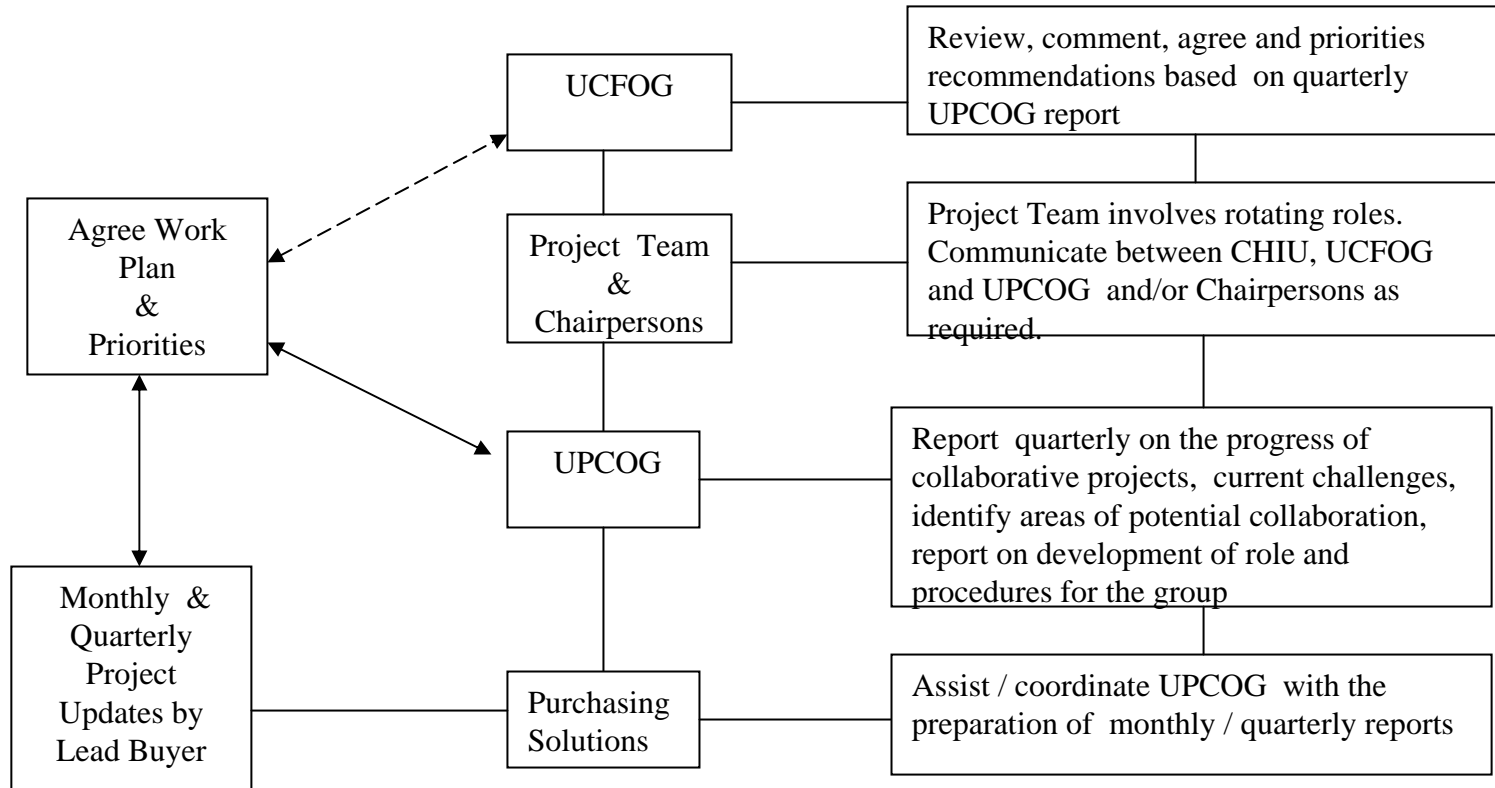 UCFOG
Review, comment, agree and priorities
recommendations based on quarterly
UPCOG report
Agree Work
Plan
&
Priorities
Project Team
&
Chairpersons
Project Team involves rotating roles.
Communicate between CHIU, UCFOG
and UPCOG and/or Chairpersons as
required.
UPCOG
Report quarterly on the progress of
collaborative projects, current challenges,
identify areas of potential collaboration,
report on development of role and
procedures for the group
Monthly &
Quarterly
Project
Updates by
Lead Buyer
Purchasing
Solutions
Assist / coordinate UPCOG with the
preparation of monthly / quarterly reports